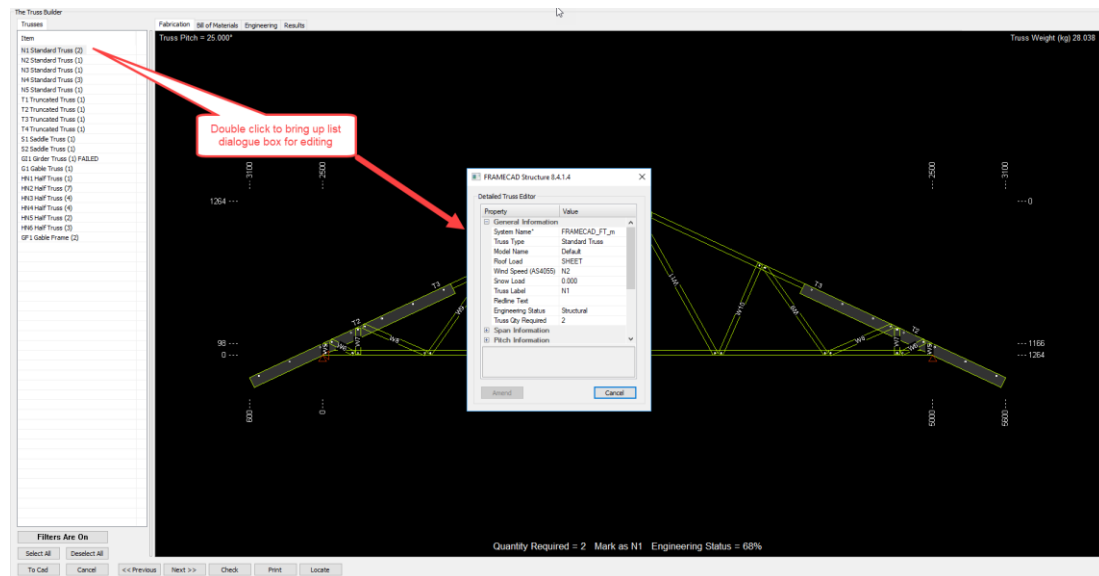 The Truss Builder
Trusses
Fabrication Bill of Materials Engineering Results
Item
N1 Standard Truss (2)
N2 Standard Truss (1)
N3 Standard Truss (1)
N4 Standard Truss (3)
N5 Standard Truss (1)
T1 Truncated Truss (1)
T2 Truncated Truss (1)
T3 Truncated Truss (1)
T4 Truncated Truss (1)
S1 Saddle Truss (1)
S2 Saddle Truss (1)
GI1 Girder Truss (1) FAILED
G1 Gable Truss (1)
HN1 Half Truss (1)
HN2 Half Truss (7)
HN3 Half Truss (4)
HN4 Half Truss (4)
HN5 Half Truss (2)
HN6 Half Truss (3)
GF1 Gable Frame (2)
Filters Are On
Select All Deselect All
To Cad Cancel << Previous Next >> Check Print Locate
Truss Pitch = 25.000°
Truss Weight (kg) 28.038
Double click to bring up list
dialogue box for editing
3100
2500
2500
3100
1264 ---
--- 0
98 ---
0 ---
--- 1166
--- 1264
600
0
5000
5600
T3
T2
W8
W7
W6
W9
W11
W10
W9
W8
W7
W6
T3
T2
FRAMECAD Structure 8.4.1.4
Detailed Truss Editor
Property Value
General Information
System Name* FRAMECAD_FT_m
Truss Type Standard Truss
Model Name Default
Roof Load SHEET
Wind Speed (AS4055) N2
Snow Load 0.000
Truss Label N1
Redline Text
Engineering Status Structural
Truss Qty Required 2
Span Information
Pitch Information
Amend Cancel
Quantity Required = 2 Mark as N1 Engineering Status = 68%